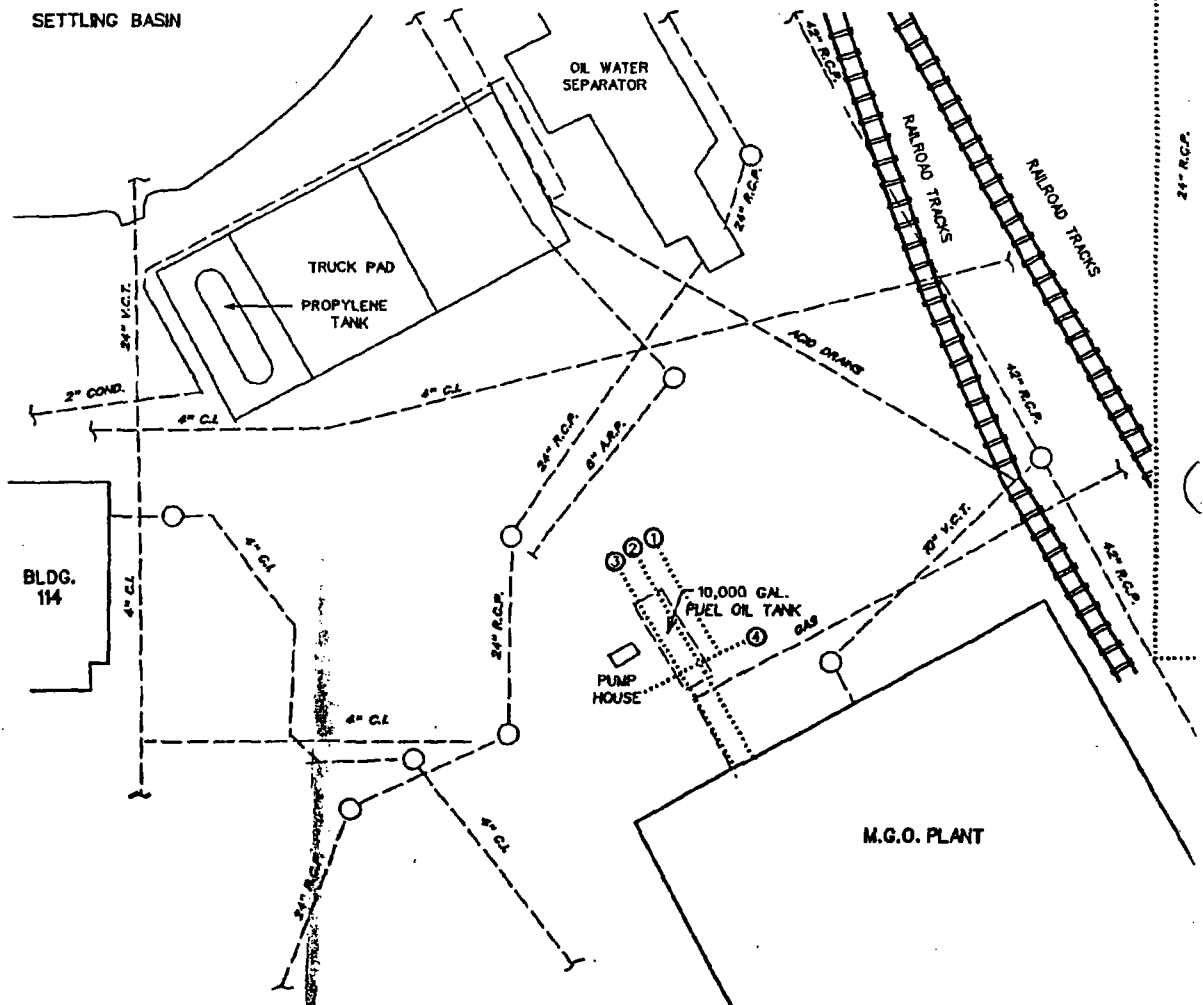 SETTLING BASIN
OIL WATER
SEPARATOR
42" R.C.P.
RAILROAD TRACKS
RAILROAD TRACKS
24" R.C.P.
24" R.C.P.
TRUCK PAD
PROPYLENE
TANK
24" V.C.T.
2" COND.
4" C.I.
4" C.I.
ACID DRAINS
42" R.C.P.
24" R.C.P.
8" A.R.P.
10" V.C.T.
42" R.C.P.
BLDG.
114
4" C.I.
4" C.I.
24" R.C.P.
1
2
3
10,000 GAL.
FUEL OIL TANK
4
GAS
PUMP
HOUSE
4" C.I.
C.I.
24" R.C.P.
M.G.O. PLANT